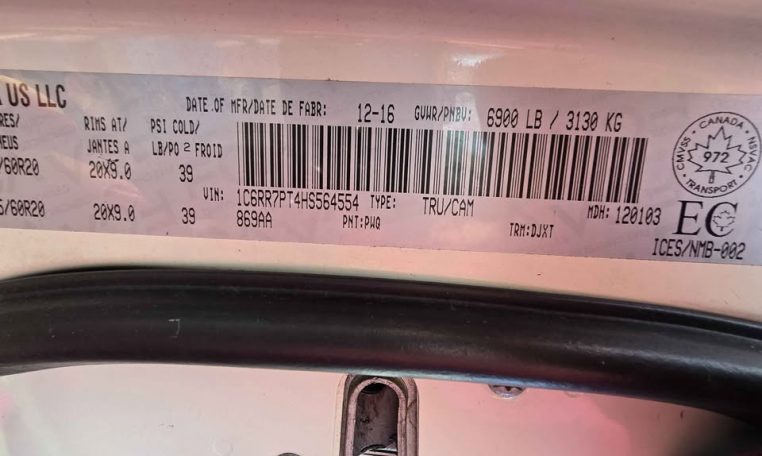 US LLC
DATE OF MFR/DATE DE FABR: 12-16 GVWR/PNBV: 6900 LB / 3130 KG
RIMS AT/ PSI COLD/
JANTES A LB/PO 2 FROID
/60R20 20X9.0 39
/60R20 20X9.0 39
VIN: 1C6RR7PT4HS564554 TYPE: TRU/CAM MDH: 120103
869AA PNT:PWQ TRM:DJXT
CMVSS CANADA NSVAC
972
TRANSPORT
EC
ICES/NMB-002